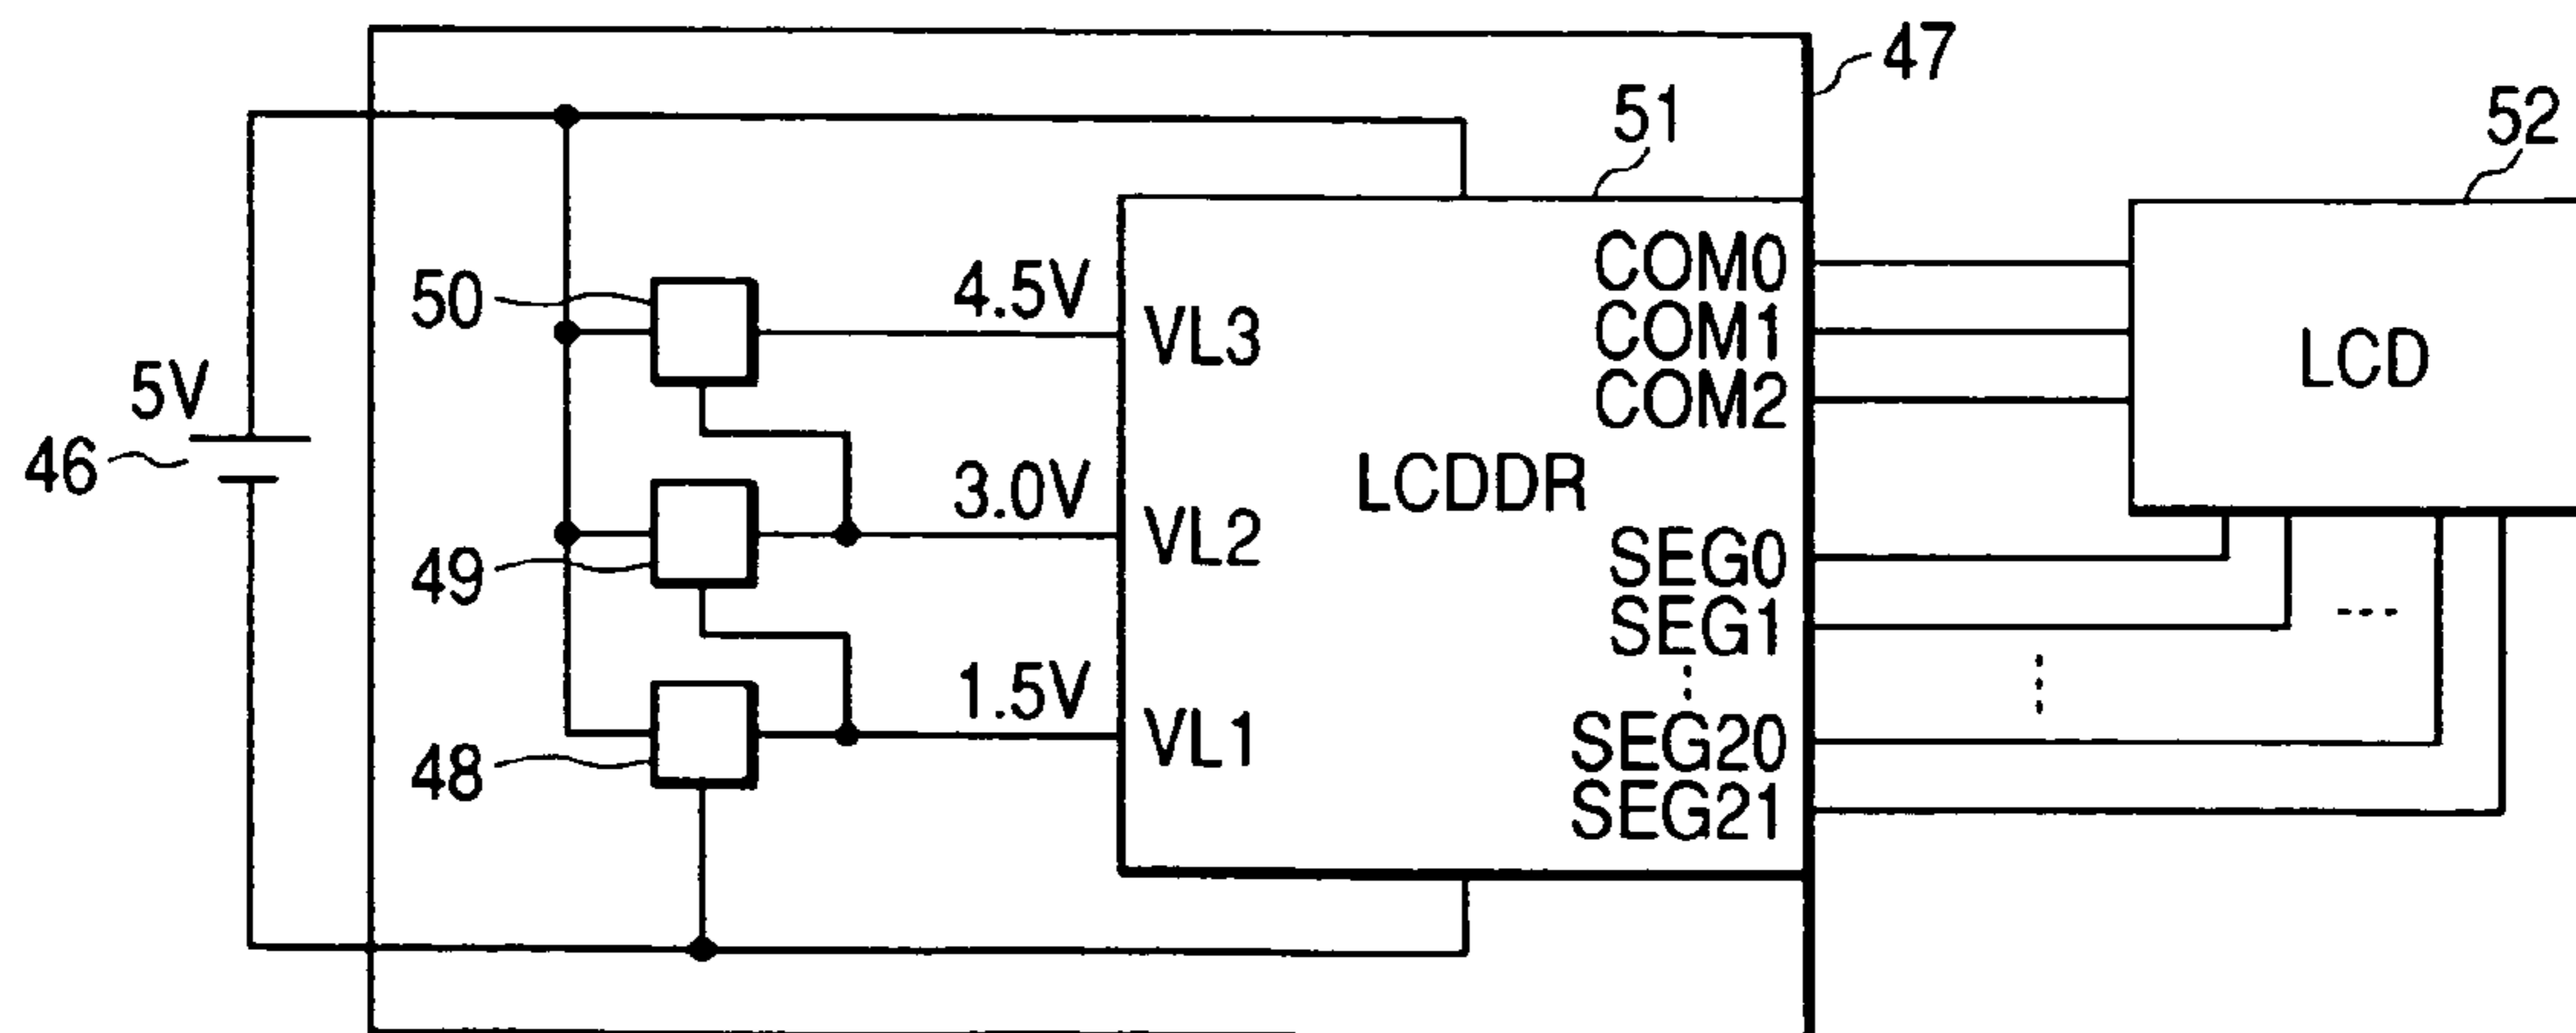 47
51
52
COM0
50
4.5V
COM1
VL3
LCD
5V
COM2
46
3.0V
LCDDR
49
VL2
SEG0
SEG1
1.5V
48
VL1
SEG20
SEG21